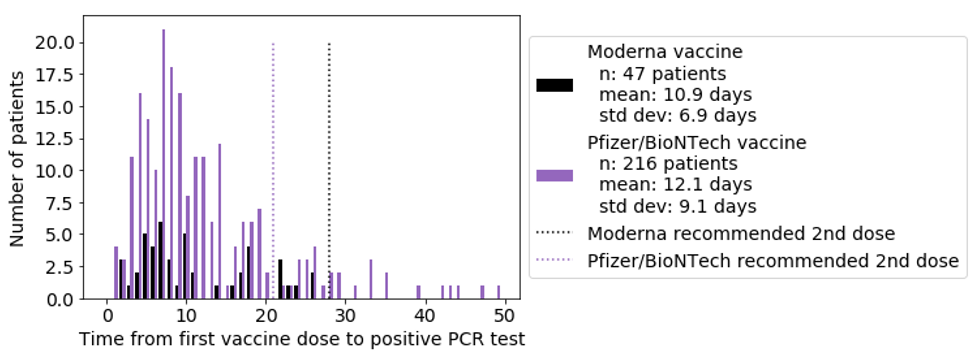 20.0
17.5
15.0
12.5
10.0
7.5
5.0
2.5
0.0
Number of patients
0 10 20 30 40 50
Time from first vaccine dose to positive PCR test
Moderna vaccine
n: 47 patients
mean: 10.9 days
std dev: 6.9 days
Pfizer/BioNTech vaccine
n: 216 patients
mean: 12.1 days
std dev: 9.1 days
Moderna recommended 2nd dose
Pfizer/BioNTech recommended 2nd dose